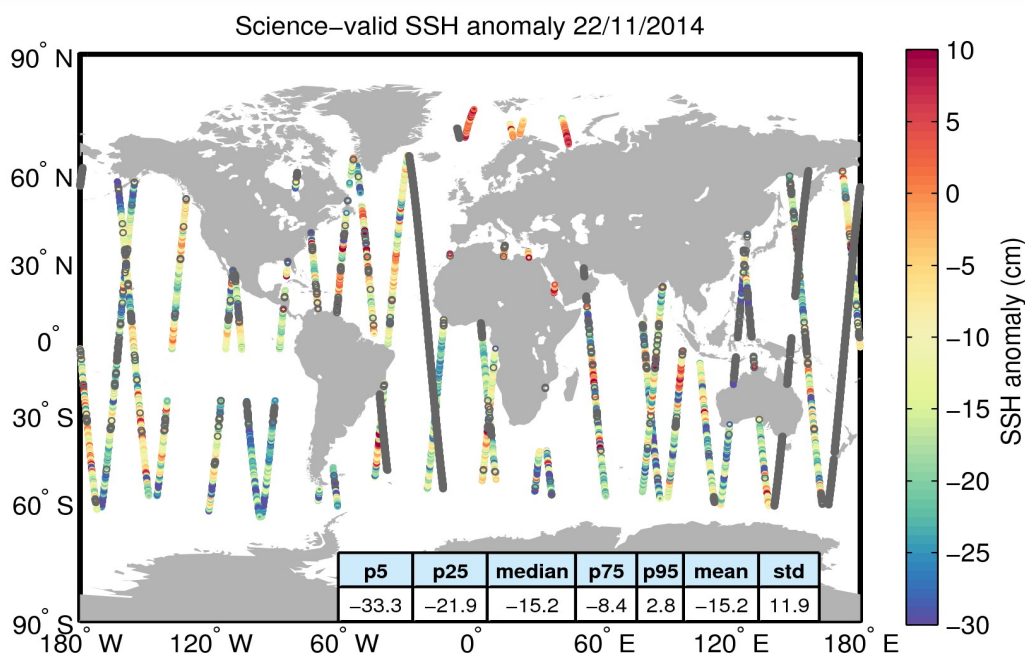 Science−valid SSH anomaly 22/11/2014
90° N
60° N
30° N
0°
30° S
60° S
90° S
180° W
120° W
60° W
0°
60° E
120° E
180° E
p5 p25 median p75 p95 mean std
−33.3 −21.9 −15.2 −8.4 2.8 −15.2 11.9
10
5
0
−5
−10
−15
−20
−25
−30
SSH anomaly (cm)